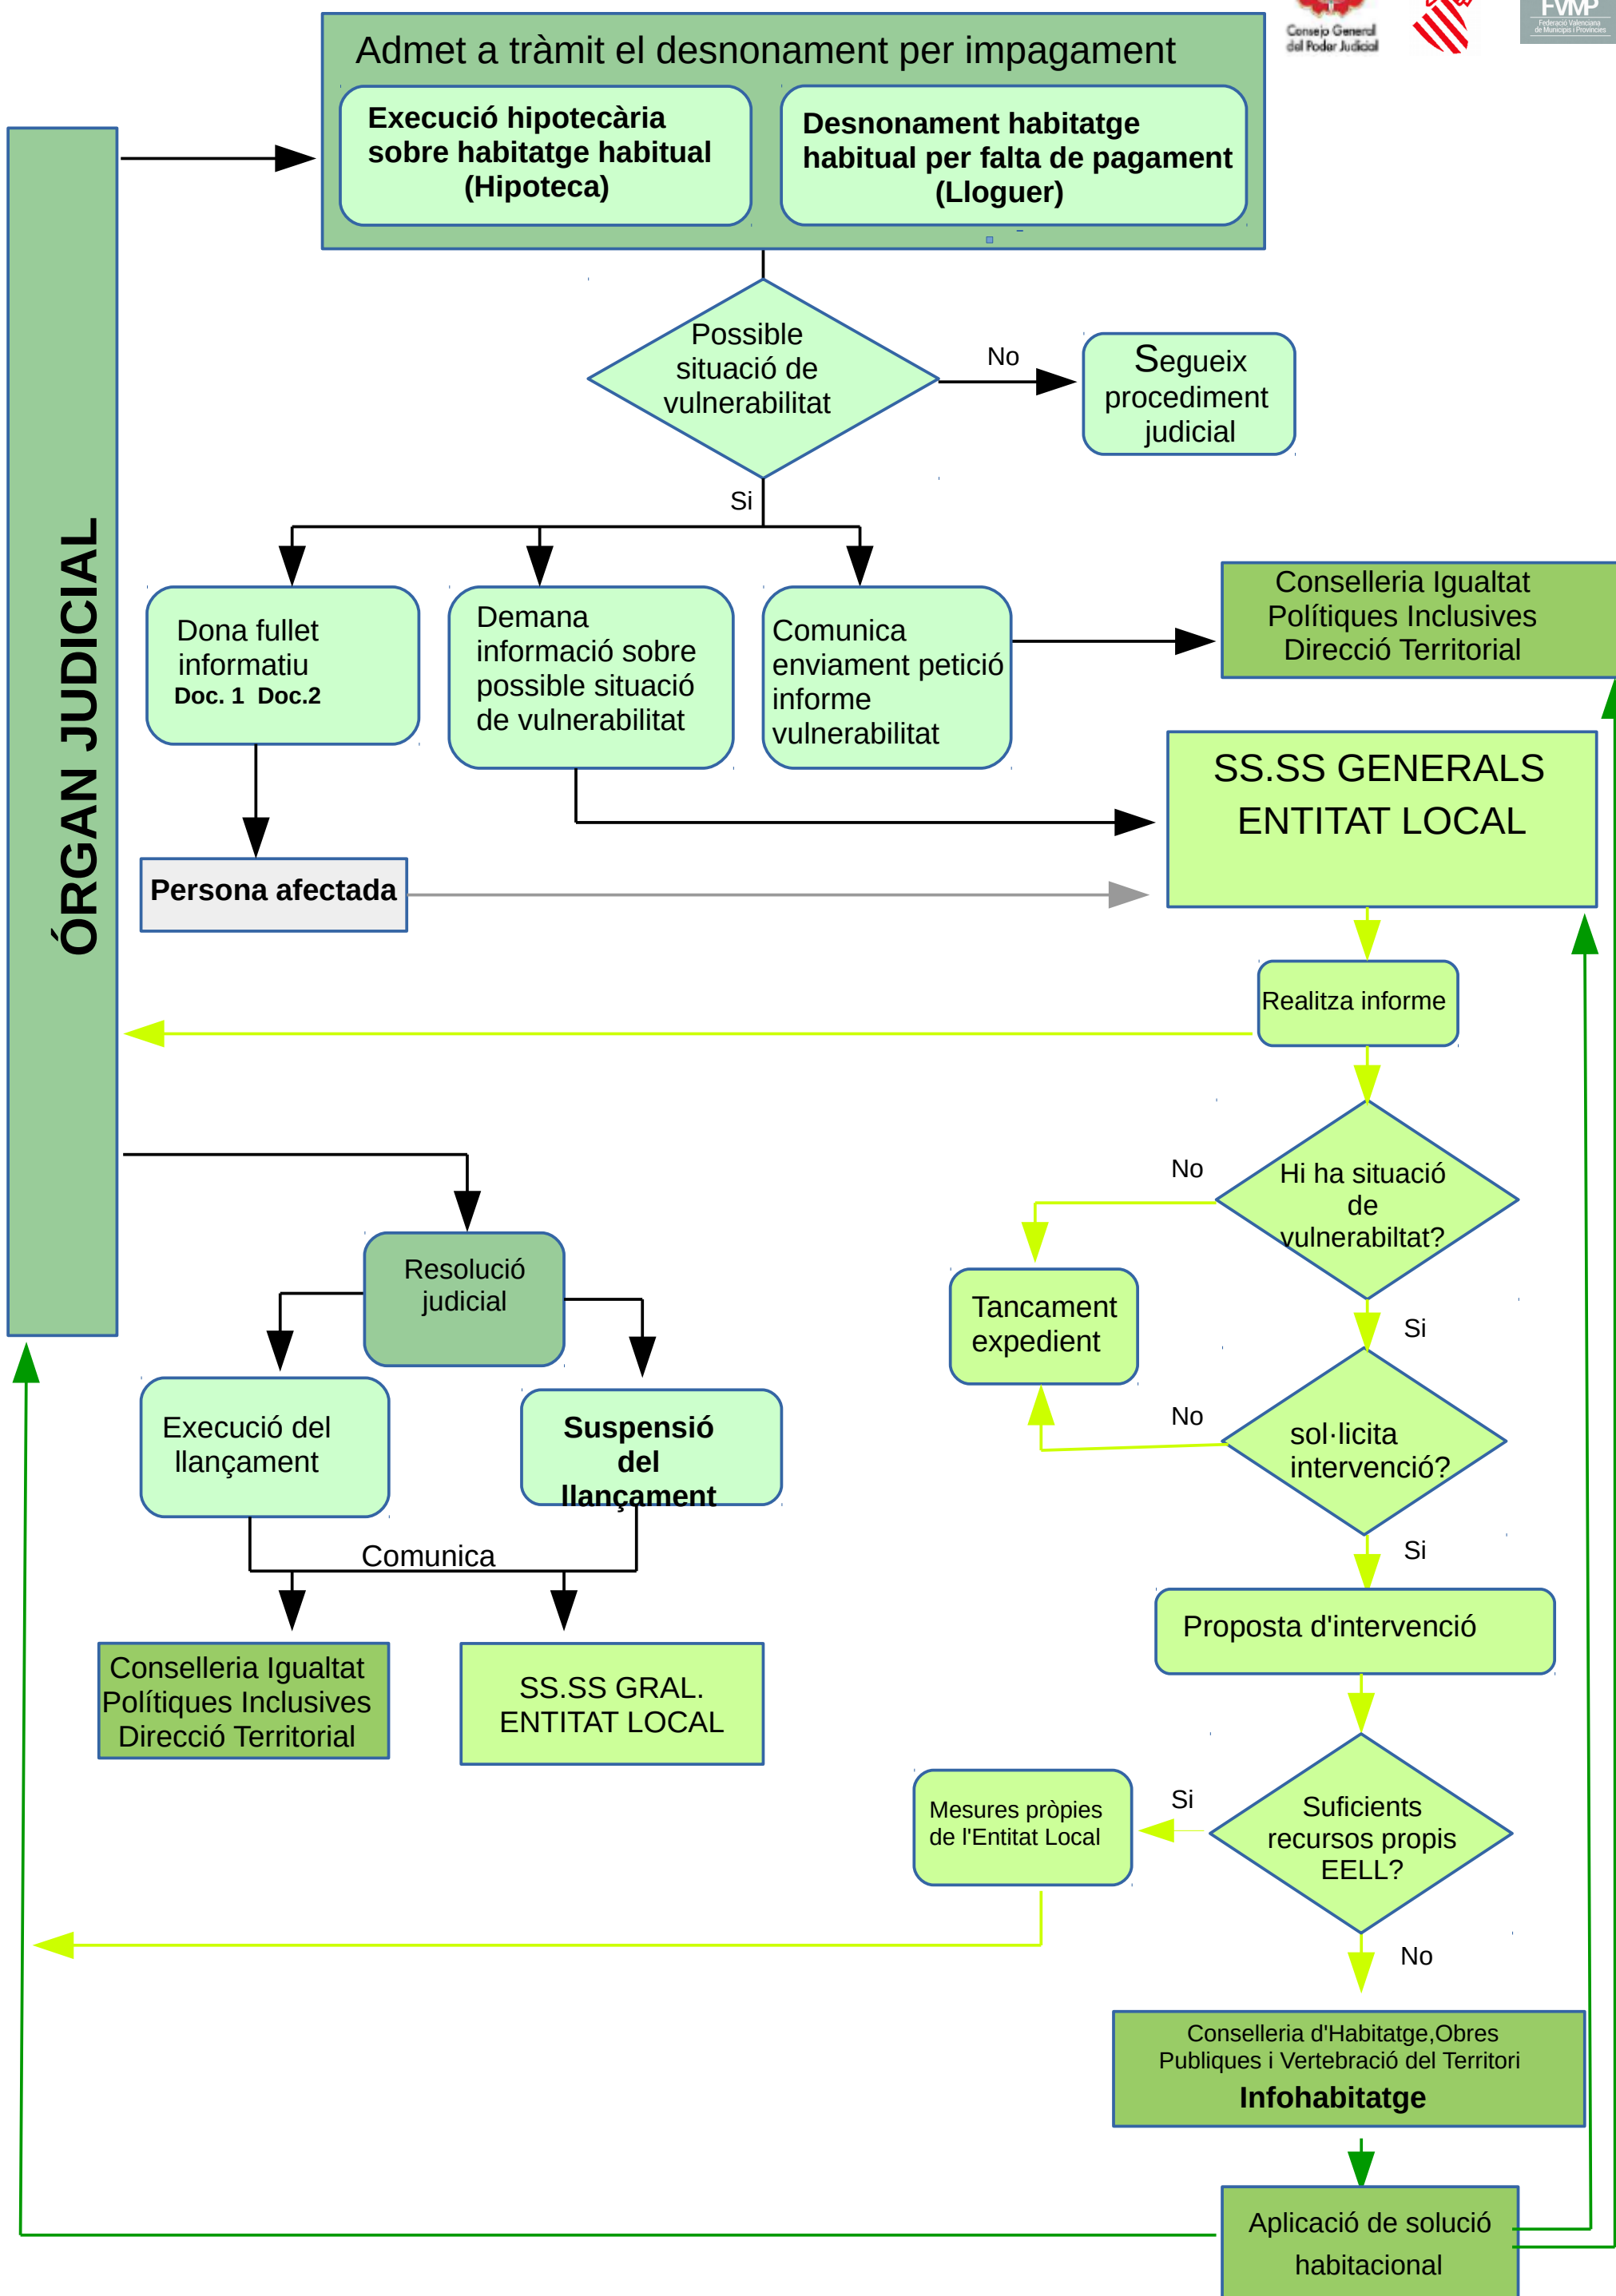 Consejo General
del Poder Judicial
FVMP
Federació Valenciana
de Municipis i Províncies
Admet a tràmit el desnonament per impagament
Execució hipotecària
sobre habitatge habitual
(Hipoteca)
Desnonament habitatge
habitual per falta de pagament
(Lloguer)
ÓRGAN JUDICIAL
Possible
situació de
vulnerabilitat
No
Segueix
procediment
judicial
Si
Dona fullet
informatiu
Doc. 1 Doc.2
Demana
informació sobre
possible situació
de vulnerabilitat
Comunica
enviament petició
informe
vulnerabilitat
Conselleria Igualtat
Polítiques Inclusives
Direcció Territorial
SS.SS GENERALS
ENTITAT LOCAL
Persona afectada
Realitza informe
No
Hi ha situació
de
vulnerabiltat?
Resolució
judicial
Tancament
expedient
Si
No
sol·licita
intervenció?
Execució del
llançament
Suspensió
del
llançament
Comunica
Si
Proposta d'intervenció
Conselleria Igualtat
Polítiques Inclusives
Direcció Territorial
SS.SS GRAL.
ENTITAT LOCAL
Mesures pròpies
de l'Entitat Local
Si
Suficients
recursos propis
EELL?
No
Conselleria d'Habitatge,Obres
Publiques i Vertebració del Territori
Infohabitatge
Aplicació de solució
habitacional